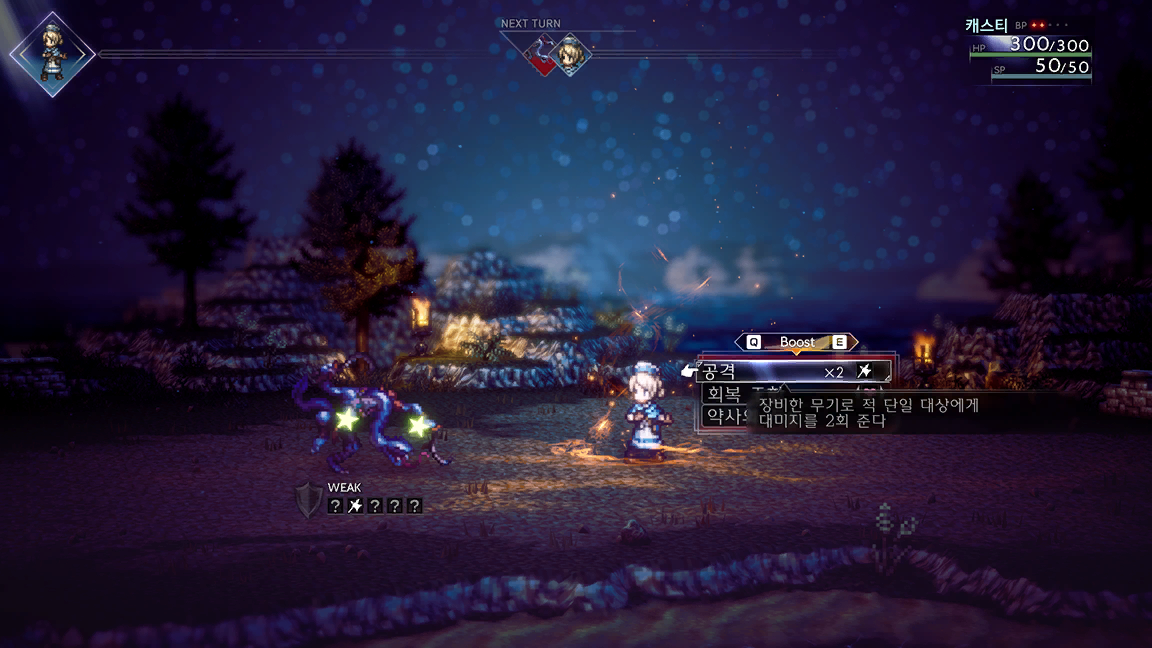 NEXT TURN
캐스티 BP
HP 300/300
SP 50/50
Q Boost E
공격 ×2
회복
약사
장비한 무기로 적 단일 대상에게
대미지를 2회 준다
WEAK
? ? ? ?